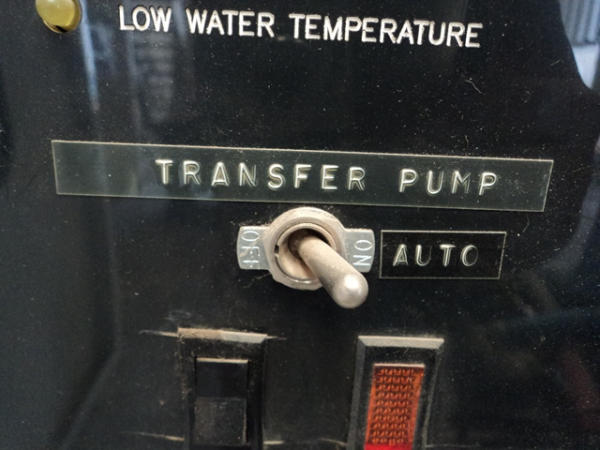 LOW WATER TEMPERATURE
TRANSFER PUMP
OFF ON AUTO